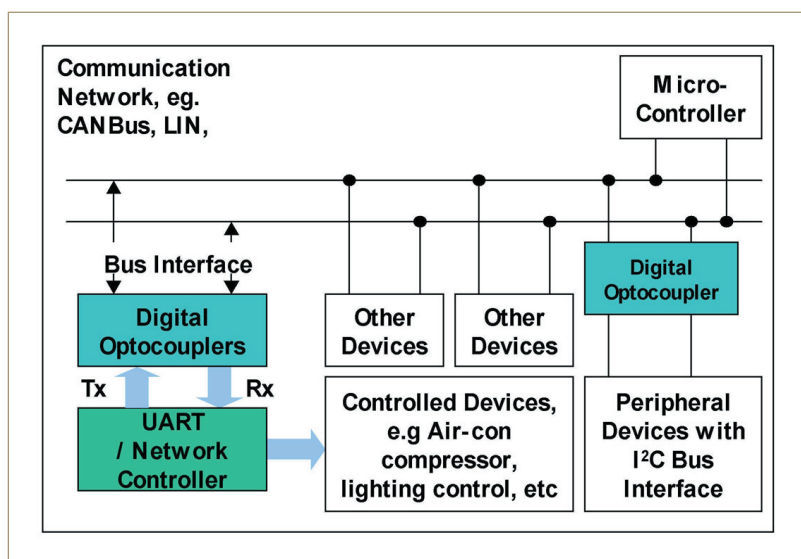 Communication
Network, eg.
CANBus, LIN,
Micro-
Controller
Bus Interface
Digital
Optocouplers
Other
Devices
Other
Devices
Digital
Optocoupler
Tx
Rx
UART
/ Network
Controller
Controlled Devices,
e.g Air-con
compressor,
lighting control, etc
Peripheral
Devices with
I²C Bus
Interface